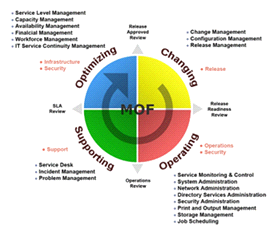 Service Level Management
Capacity Management
Availability Management
Finaicial Management
Workforce Management
IT Service Continuity Management
Release
Approved
Review
Change Management
Configuration Management
Release Management
Infrastructure
Security
Optimizing
Changing
Release
SLA
Review
MOF
Release
Readiness
Review
Support
Supporting
Operating
Operations
Security
Service Desk
Incident Management
Problem Management
Operations
Review
Service Monitoring & Control
System Administration
Network Administration
Directory Services Administration
Security Administration
Print and Output Management
Storage Management
Job Scheduling